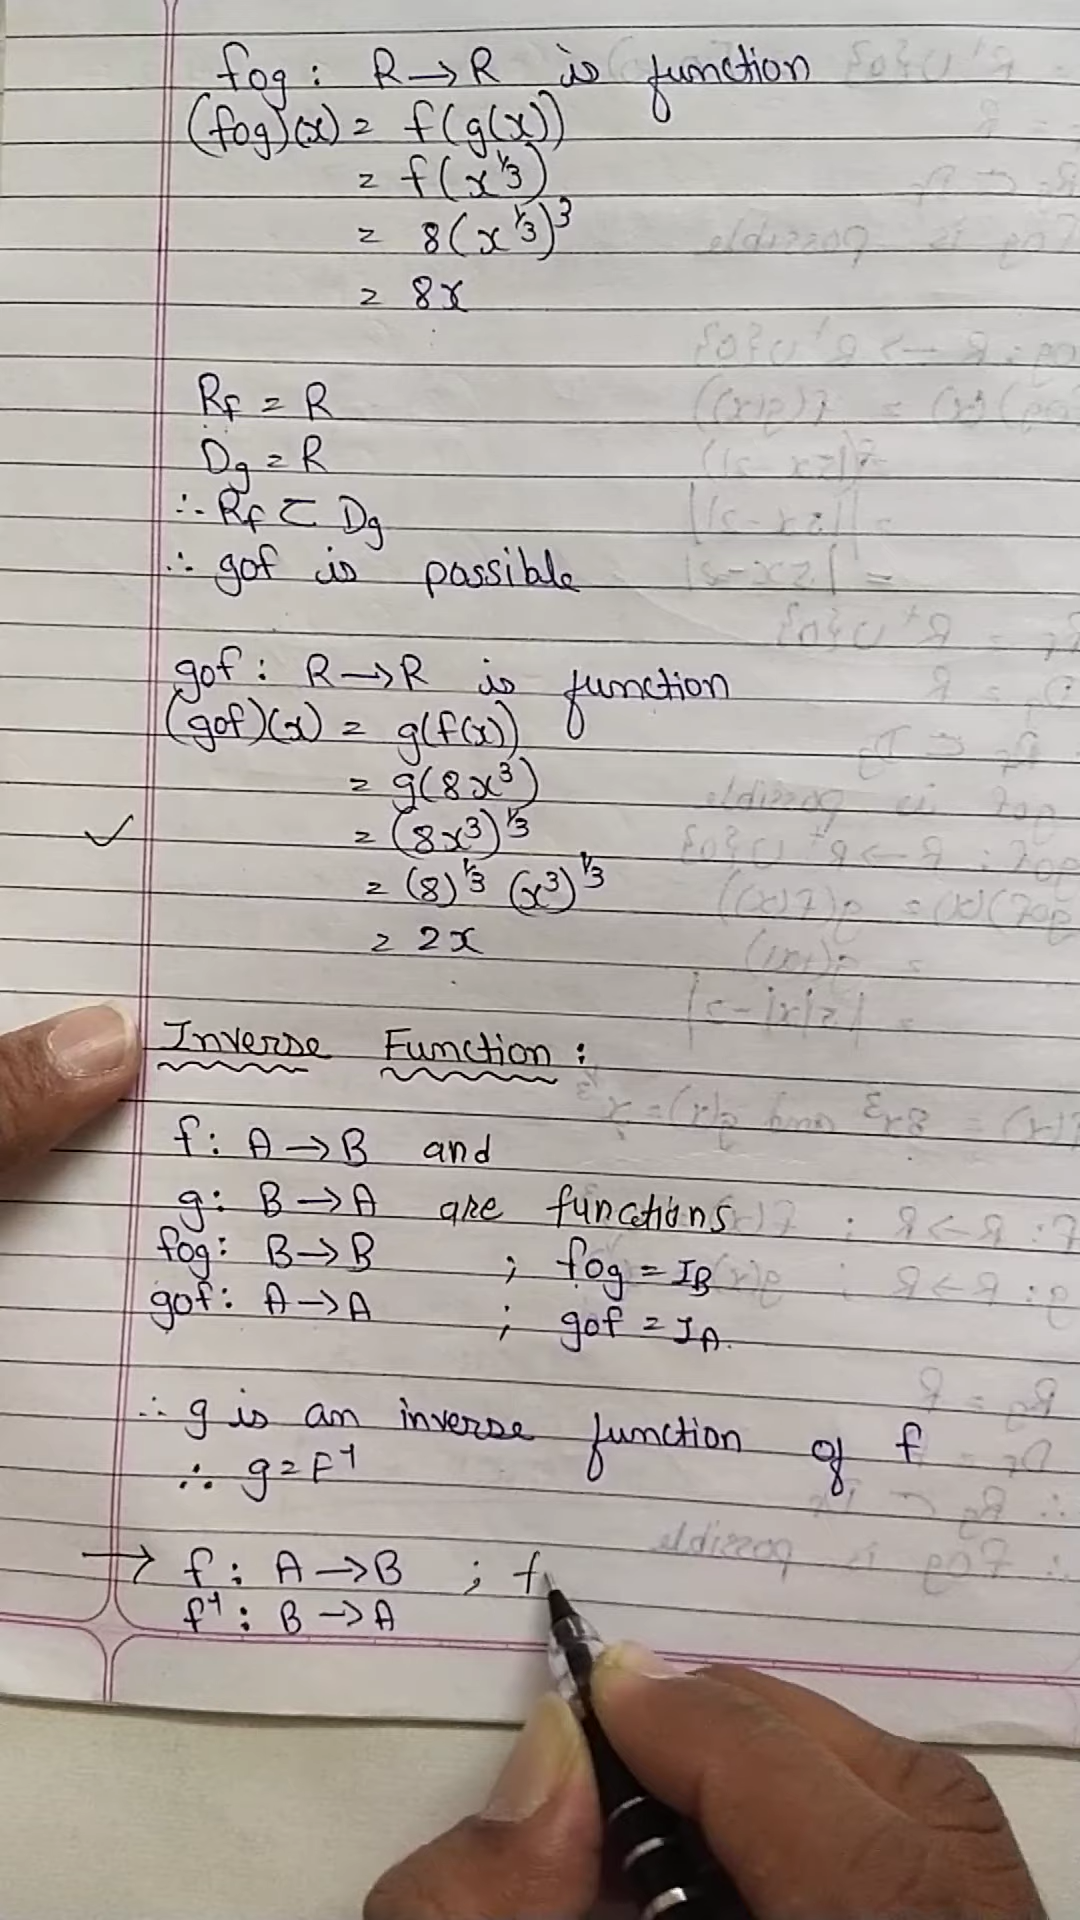 fog : R → R is function
(fog)(x) = f(g(x))
= f(x^1/3)
= 8(x^1/3)^3
= 8x
Rf = R
Dg = R
∴ Rf ⊂ Dg
∴ gof is possible
gof : R → R is function
(gof)(x) = g(f(x))
= g(8x^3)
✓ = (8x^3)^1/3
= (8)^1/3 (x^3)^1/3
= 2x
Inverse Function :
f : A → B and
g : B → A are functions
fog : B → B ; fog = IB
gof : A → A ; gof = IA.
∴ g is an inverse function of f
∴ g = f^-1
→ f : A → B ; f
f^-1 : B → A